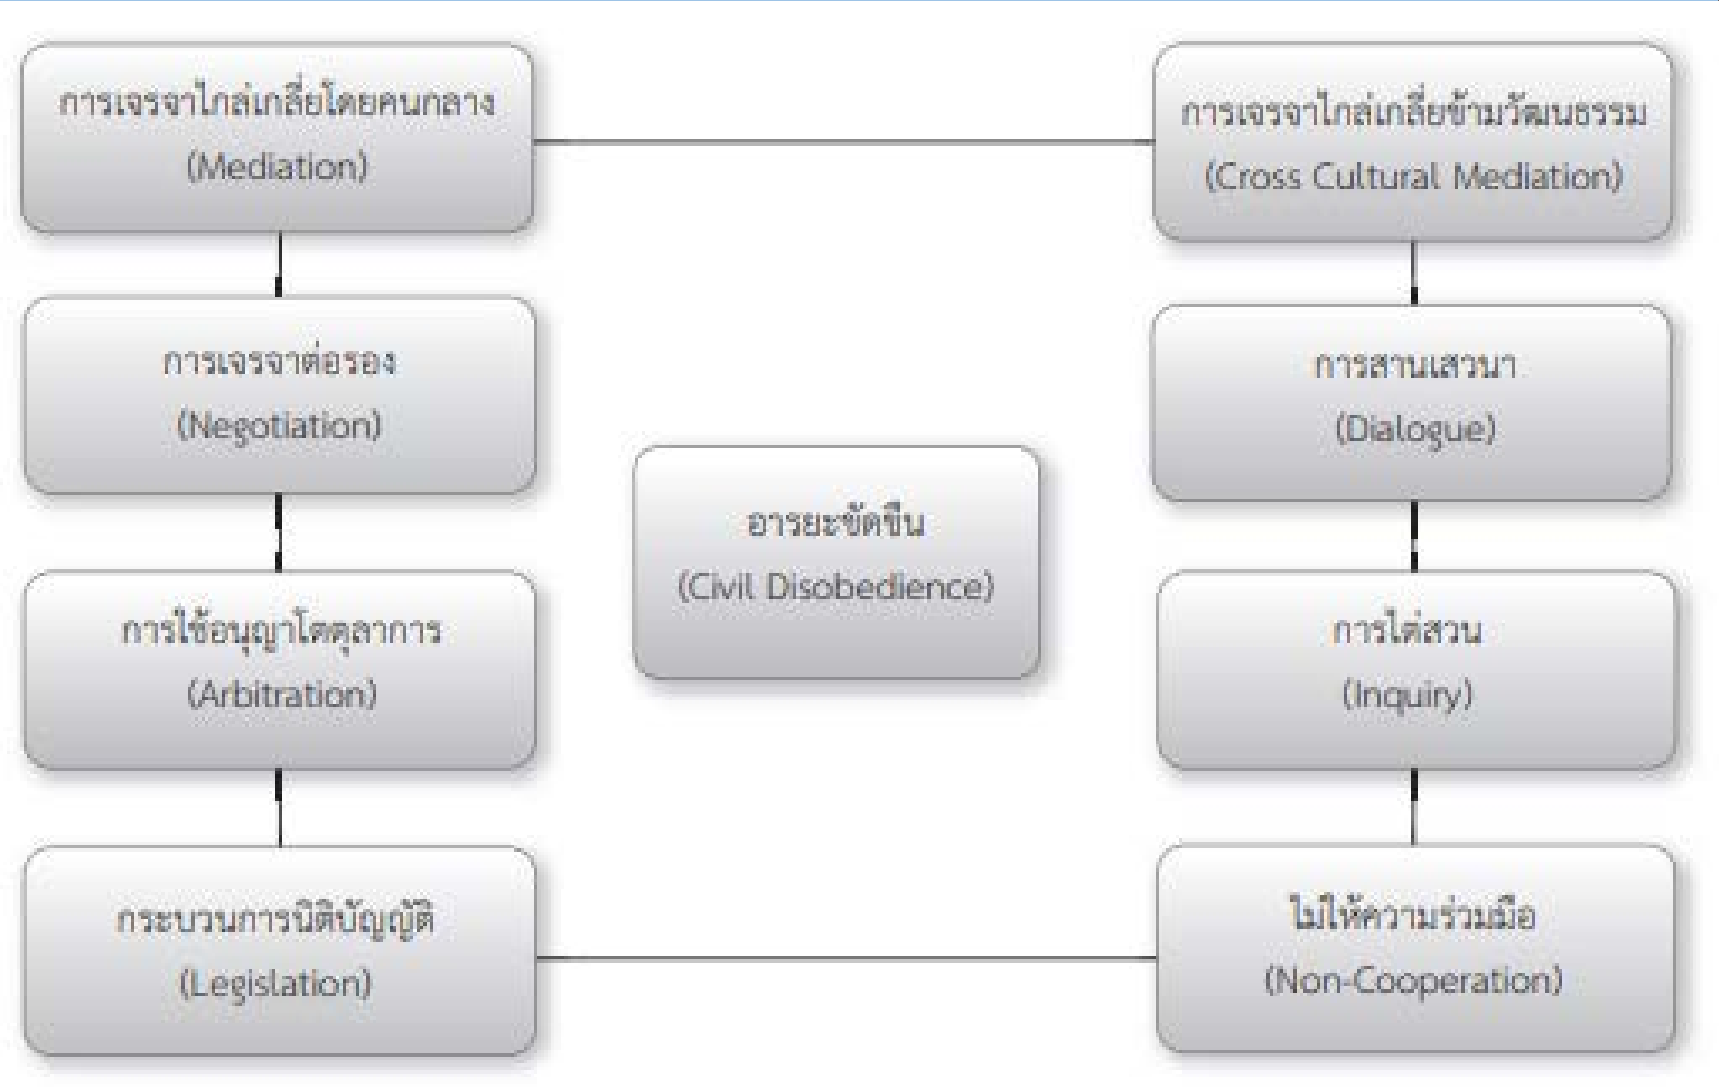 การเจรจาไกล่เกลี่ยโดยคนกลาง
(Mediation)
การเจรจาไกล่เกลี่ยข้ามวัฒนธรรม
(Cross Cultural Mediation)
การเจรจาต่อรอง
(Negotiation)
การสานเสวนา
(Dialogue)
อารยะขัดขืน
(Civil Disobedience)
การใช้อนุญาโตตุลาการ
(Arbitration)
การไต่สวน
(Inquiry)
กระบวนการนิติบัญญัติ
(Legislation)
ไม่ให้ความร่วมมือ
(Non-Cooperation)